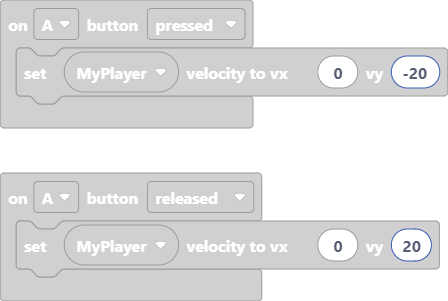 on A button pressed
set MyPlayer velocity to vx 0 vy -20
on A button released
set MyPlayer velocity to vx 0 vy 20